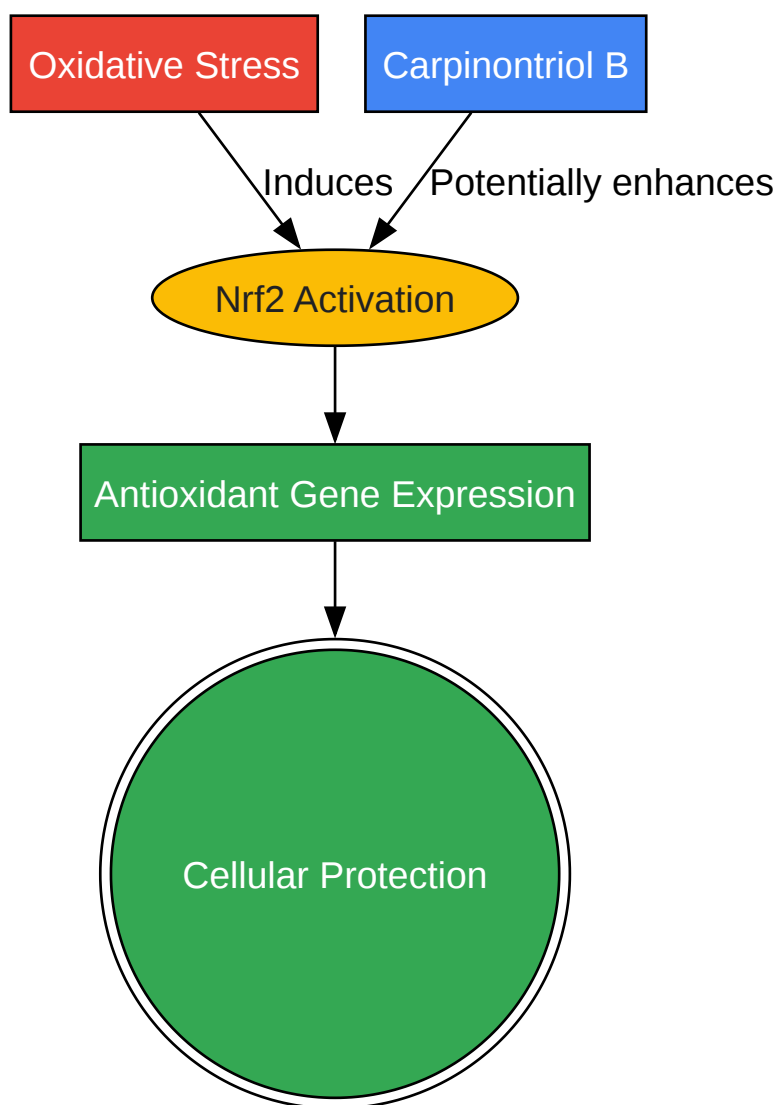 Oxidative Stress
Carpinontriol B
Induces
Potentially enhances
Nrf2 Activation
Antioxidant Gene Expression
Cellular Protection